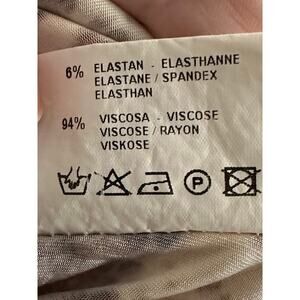 6% ELASTAN - ELASTHANNE
ELASTANE / SPANDEX
ELASTHAN
94% VISCOSA - VISCOSE
VISCOSE / RAYON
VISKOSE
P